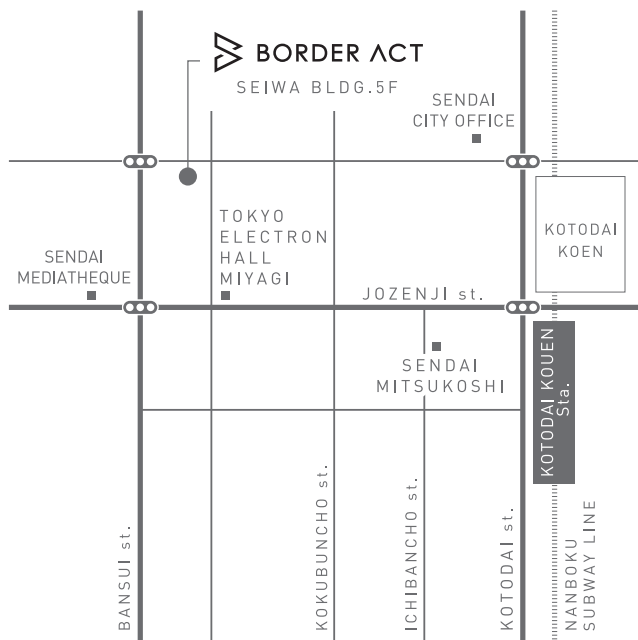 BORDER ACT
SEIWA BLDG.5F
SENDAI
CITY OFFICE
TOKYO
ELECTRON
HALL
MIYAGI
KOTODAI
KOEN
SENDAI
MEDIATHEQUE
JOZENJI st.
SENDAI
MITSUKOSHI
KOTODAI KOUEN
Sta.
BANSUI st.
KOKUBUNCHO st.
ICHIBANCHO st.
KOTODAI st.
NANBOKU
SUBWAY LINE